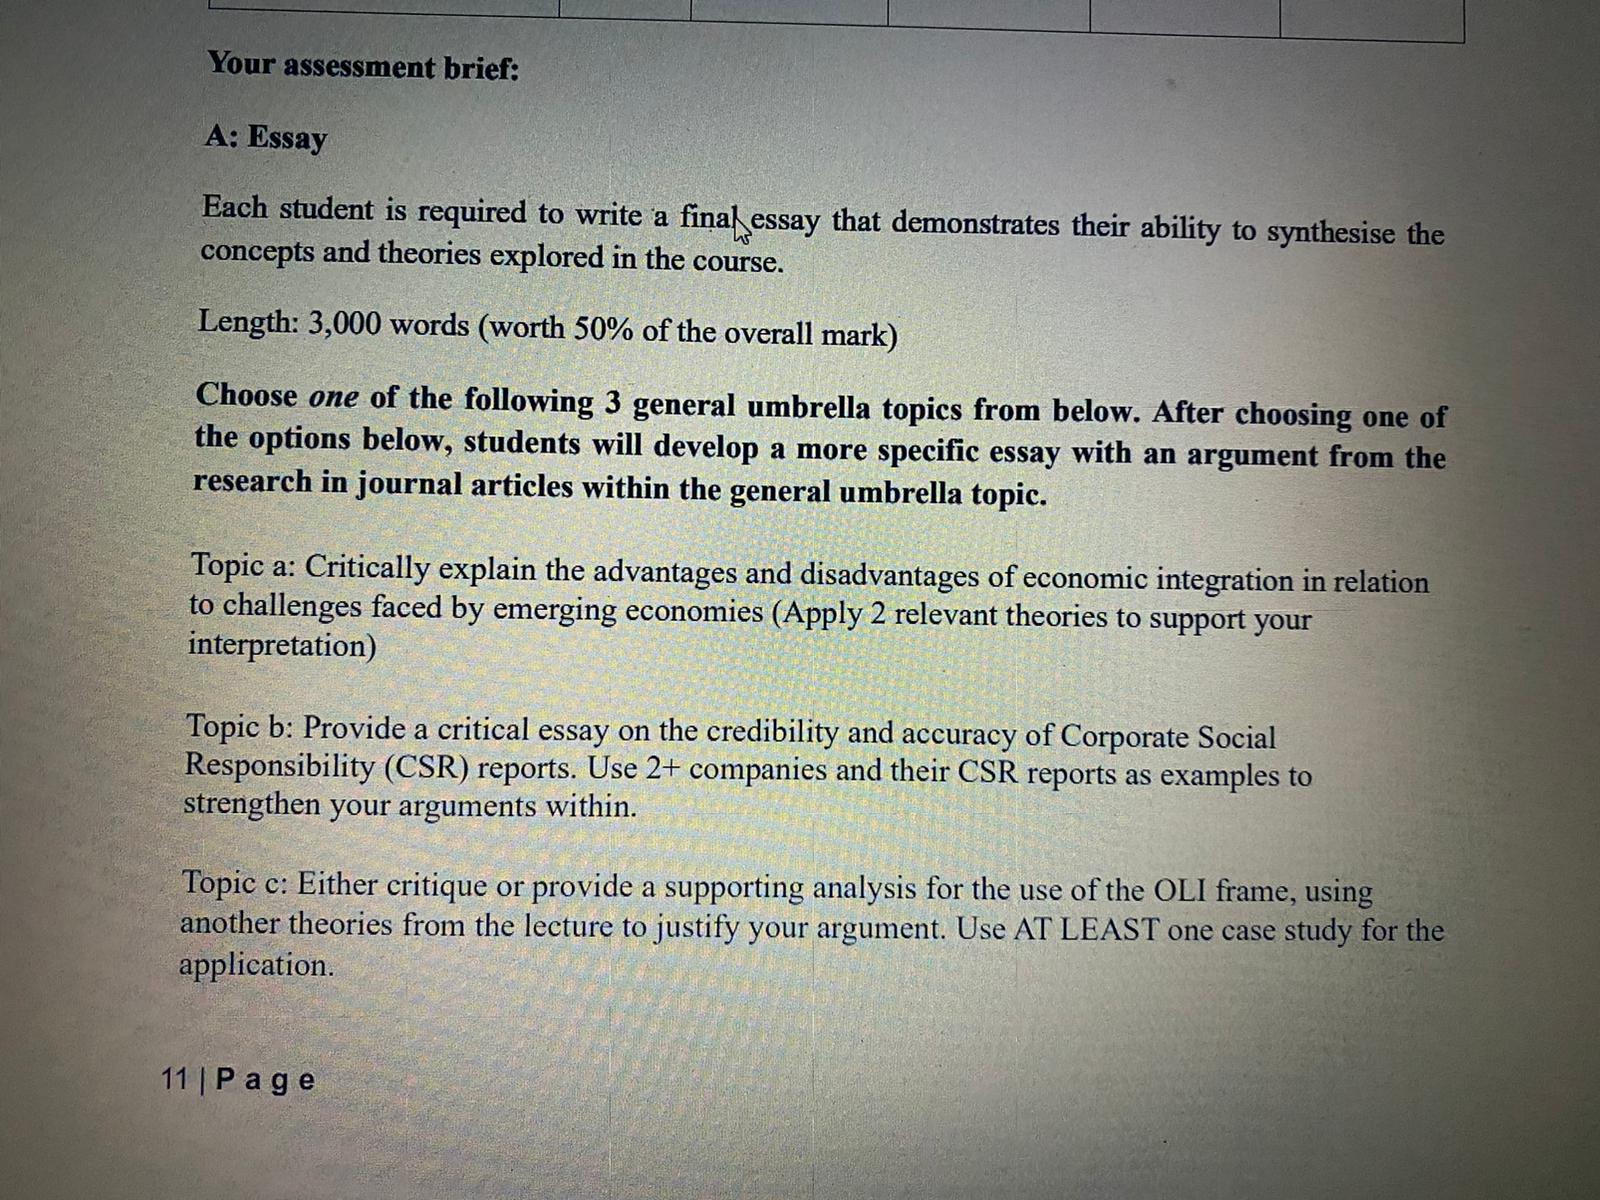 Your assessment brief:
A: Essay
Each student is required to write a final essay that demonstrates their ability to synthesise the
concepts and theories explored in the course.
Length: 3,000 words (worth 50% of the overall mark)
Choose one of the following 3 general umbrella topics from below. After choosing one of
the options below, students will develop a more specific essay with an argument from the
research in journal articles within the general umbrella topic.
Topic a: Critically explain the advantages and disadvantages of economic integration in relation
to challenges faced by emerging economies (Apply 2 relevant theories to support your
interpretation)
Topic b: Provide a critical essay on the credibility and accuracy of Corporate Social
Responsibility (CSR) reports. Use 2+ companies and their CSR reports as examples to
strengthen your arguments within.
Topic c: Either critique or provide a supporting analysis for the use of the OLI frame, using
another theories from the lecture to justify your argument. Use AT LEAST one case study for the
application.
11 | P a g e